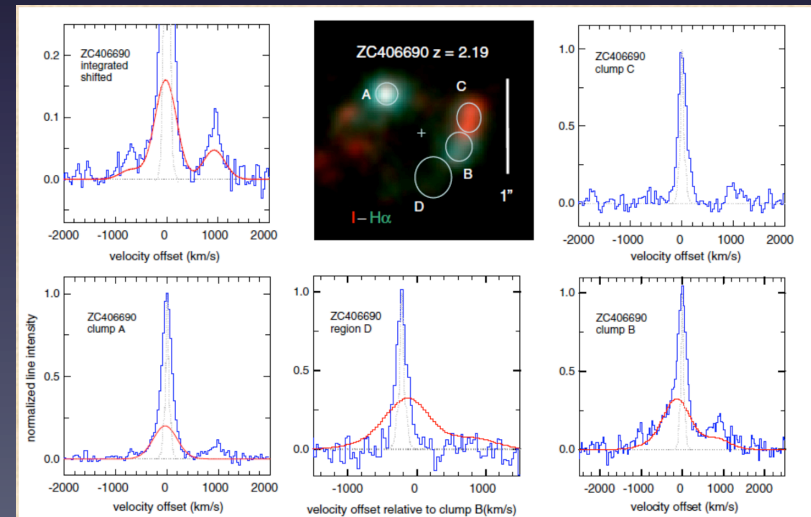 ZC406690
integrated
shifted
0.2
0.1
0.0
-2000 -1000 0 1000 2000
velocity offset (km/s)
ZC406690 z = 2.19
A
C
B
D
1"
I – Hα
ZC406690
clump C
1.0
0.5
0.0
-2000 -1000 0 1000 2000
velocity offset (km/s)
normalized line intensity
ZC406690
clump A
1.0
0.5
0.0
-2000 -1000 0 1000 2000
velocity offset (km/s)
ZC406690
region D
1.0
0.5
0.0
-1000 0 1000
velocity offset relative to clump B(km/s)
ZC406690
clump B
1.0
0.5
0.0
-2000 -1000 0 1000 2000
velocity offset (km/s)